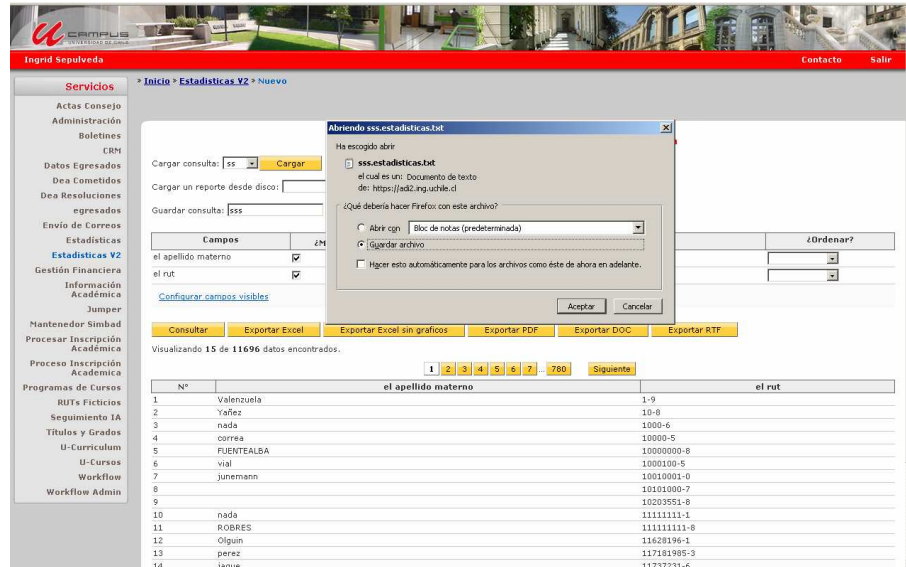 CAMPUS
UNIVERSIDAD DE CHILE
Ingrid Sepulveda
Contacto Salir
Servicios
Actas Consejo
Administración
Boletines
CRM
Datos Egresados
Dea Cometidos
Dea Resoluciones
egresados
Envío de Correos
Estadísticas
Estadisticas V2
Gestión Financiera
Información
Académica
Jumper
Mantenedor Simbad
Procesar Inscripción
Académica
Proceso Inscripción
Academica
Programas de Cursos
RUTs Ficticios
Seguimiento IA
Títulos y Grados
U-Curriculum
U-Cursos
Workflow
Workflow Admin
» Inicio » Estadisticas V2 » Nuevo
Cargar consulta: ss Cargar
Cargar un reporte desde disco:
Guardar consulta: sss
Campos ¿M ¿Ordenar?
el apellido materno
el rut
Configurar campos visibles
Abriendo sss.estadisticas.txt
Ha escogido abrir
sss.estadisticas.txt
el cual es un: Documento de texto
de: https://adi2.ing.uchile.cl
¿Qué debería hacer Firefox con este archivo?
Abrir con Bloc de notas (predeterminada)
Guardar archivo
Hacer esto automáticamente para los archivos como éste de ahora en adelante.
Aceptar Cancelar
Consultar Exportar Excel Exportar Excel sin graficos Exportar PDF Exportar DOC Exportar RTF
Visualizando 15 de 11696 datos encontrados.
1 2 3 4 5 6 7 ... 780 Siguiente
N° el apellido materno el rut
1 Valenzuela 1-9
2 Yañez 10-8
3 nada 1000-6
4 correa 10000-5
5 FUENTEALBA 10000000-8
6 vial 1000100-5
7 junemann 10010001-0
8 10101000-7
9 10203551-8
10 nada 11111111-1
11 ROBRES 111111111-8
12 Olguin 11628196-1
13 perez 117181985-3
14 jaque 11737231-6